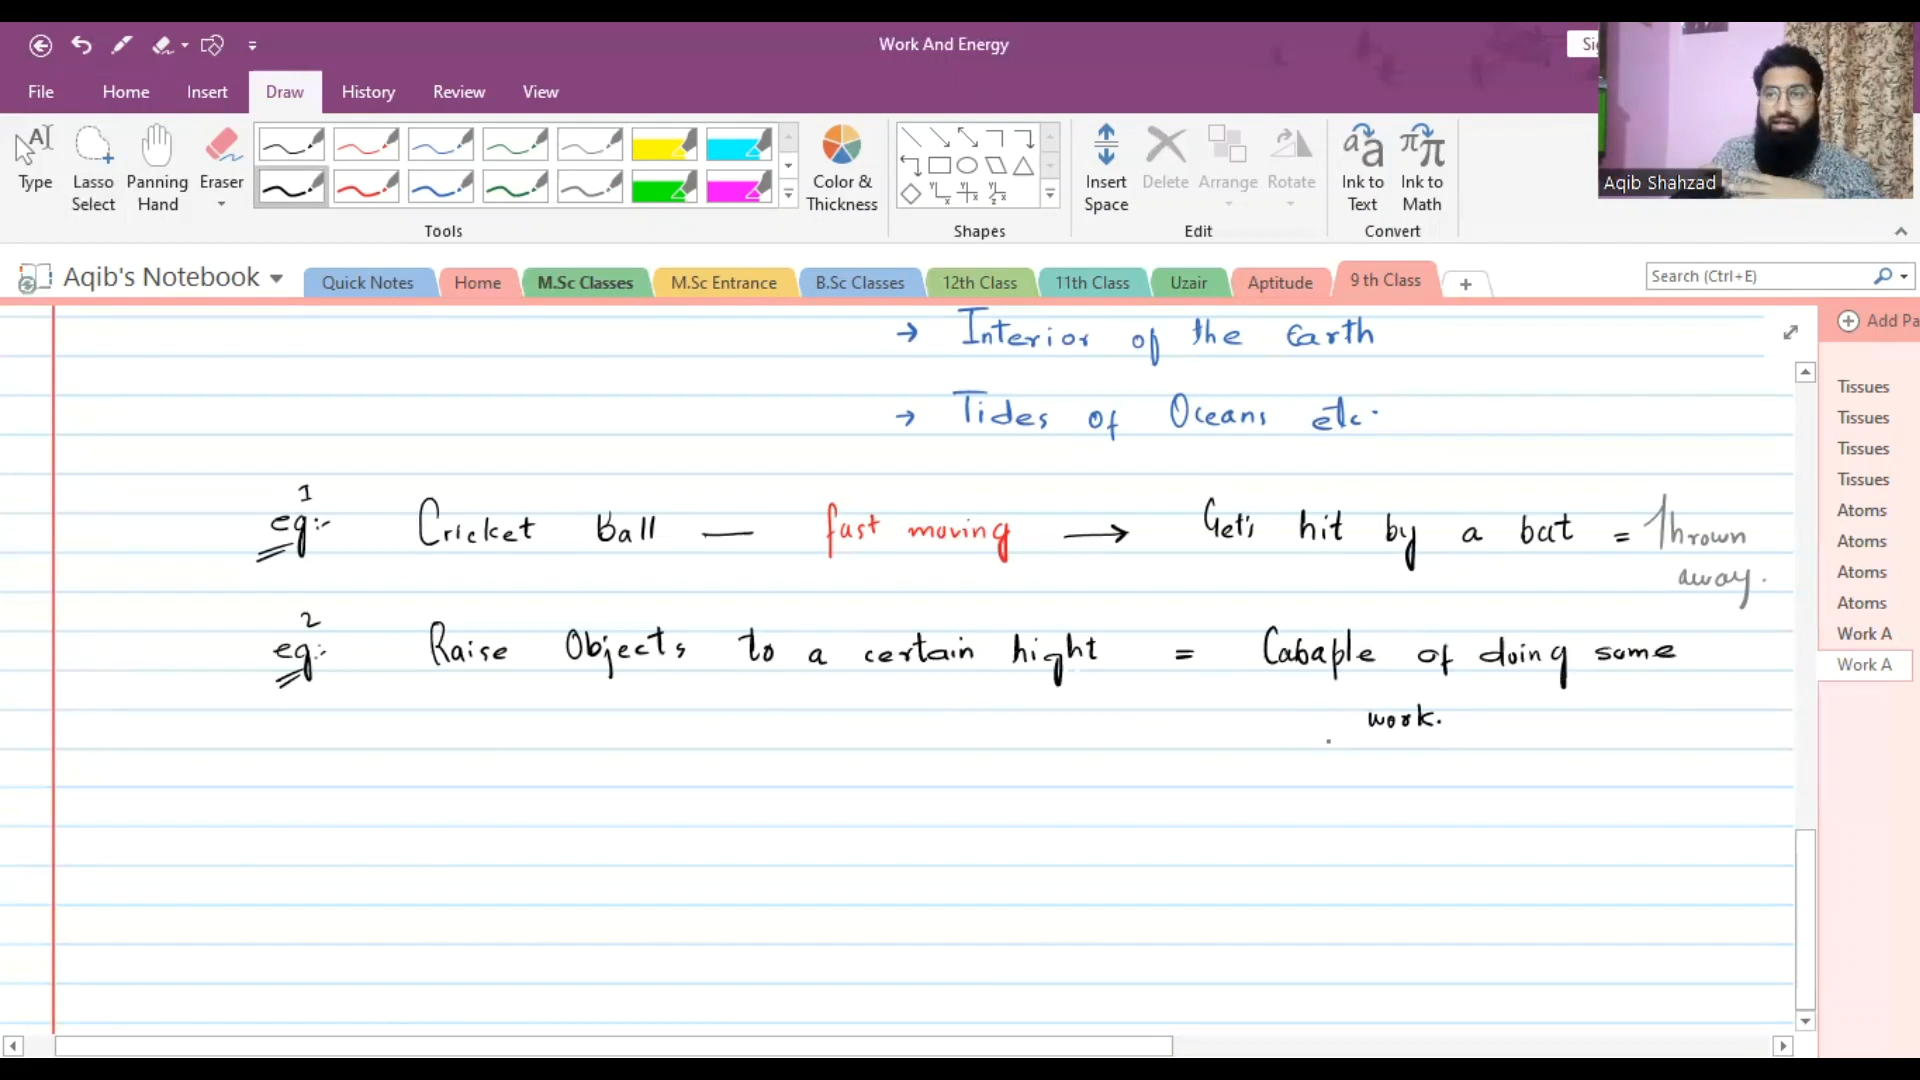 Work And Energy
Si
File Home Insert Draw History Review View
Type
Lasso Select
Panning Hand
Eraser
Color & Thickness
Insert Space
Delete
Arrange
Rotate
Ink to Text
Ink to Math
Tools
Shapes
Edit
Convert
Aqib Shahzad
Aqib's Notebook
Quick Notes Home M.Sc Classes M.Sc Entrance B.Sc Classes 12th Class 11th Class Uzair Aptitude 9 th Class
Search (Ctrl+E)
Add Pa
→ Interior of the Earth
→ Tides of Oceans etc.
eg:- 1 Cricket Ball — fast moving → Get's hit by a bat = Thrown
away.
eg:- 2 Raise Objects to a certain hight = Cabaple of doing some
work.
Tissues
Tissues
Tissues
Tissues
Atoms
Atoms
Atoms
Atoms
Work A
Work A